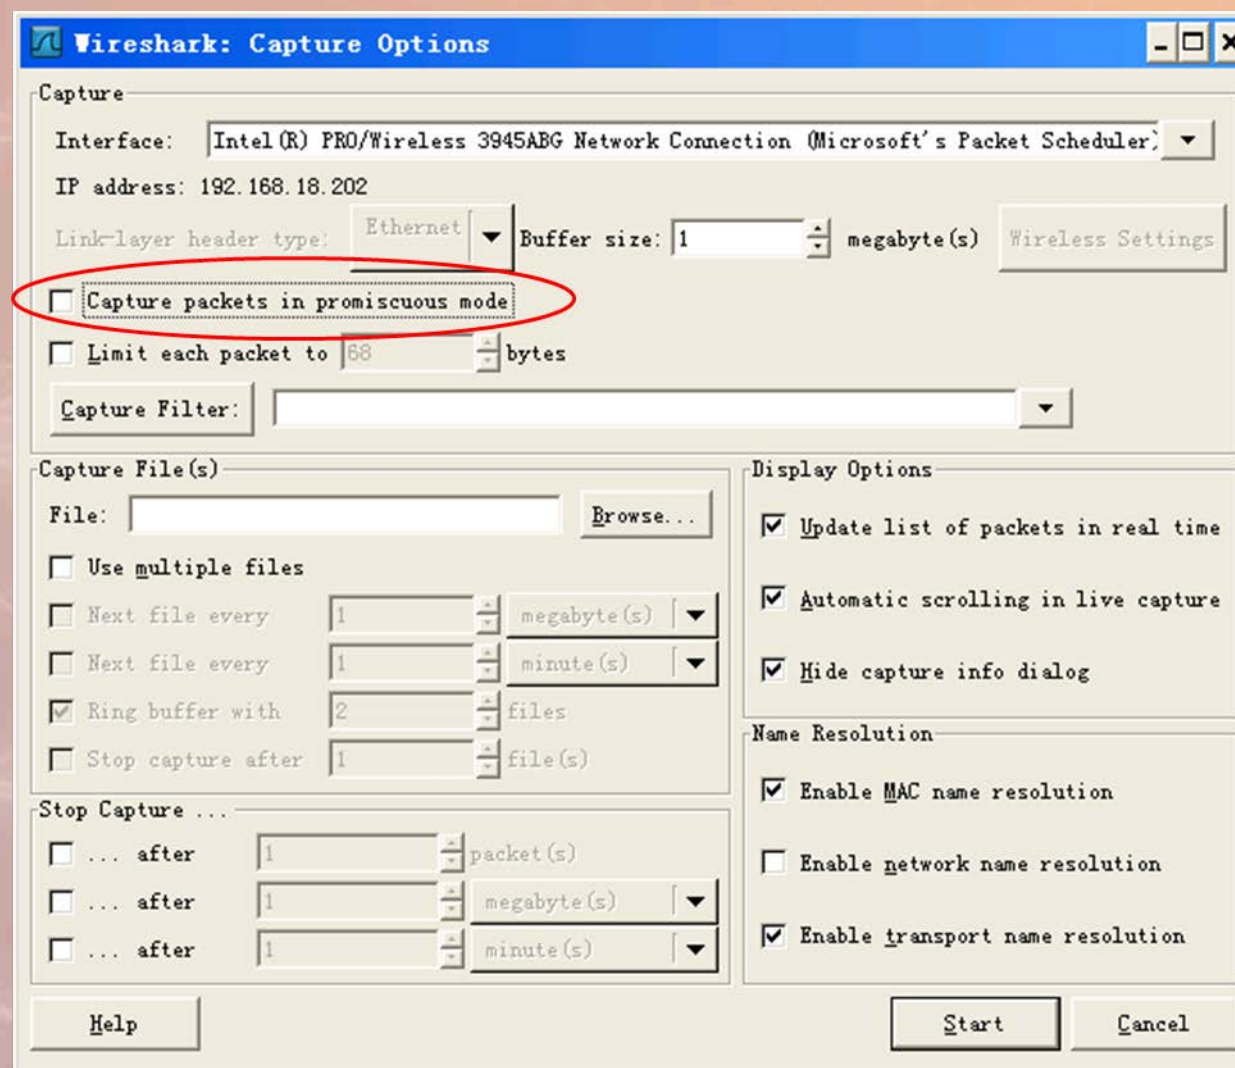 Wireshark: Capture Options
Capture
Interface: Intel(R) PRO/Wireless 3945ABG Network Connection (Microsoft's Packet Scheduler)
IP address: 192.168.18.202
Link-layer header type: Ethernet Buffer size: 1 megabyte(s) Wireless Settings
Capture packets in promiscuous mode
Limit each packet to 68 bytes
Capture Filter:
Capture File(s)
File: Browse...
Use multiple files
Next file every 1 megabyte(s)
Next file every 1 minute(s)
Ring buffer with 2 files
Stop capture after 1 file(s)
Stop Capture ...
... after 1 packet(s)
... after 1 megabyte(s)
... after 1 minute(s)
Display Options
Update list of packets in real time
Automatic scrolling in live capture
Hide capture info dialog
Name Resolution
Enable MAC name resolution
Enable network name resolution
Enable transport name resolution
Help Start Cancel